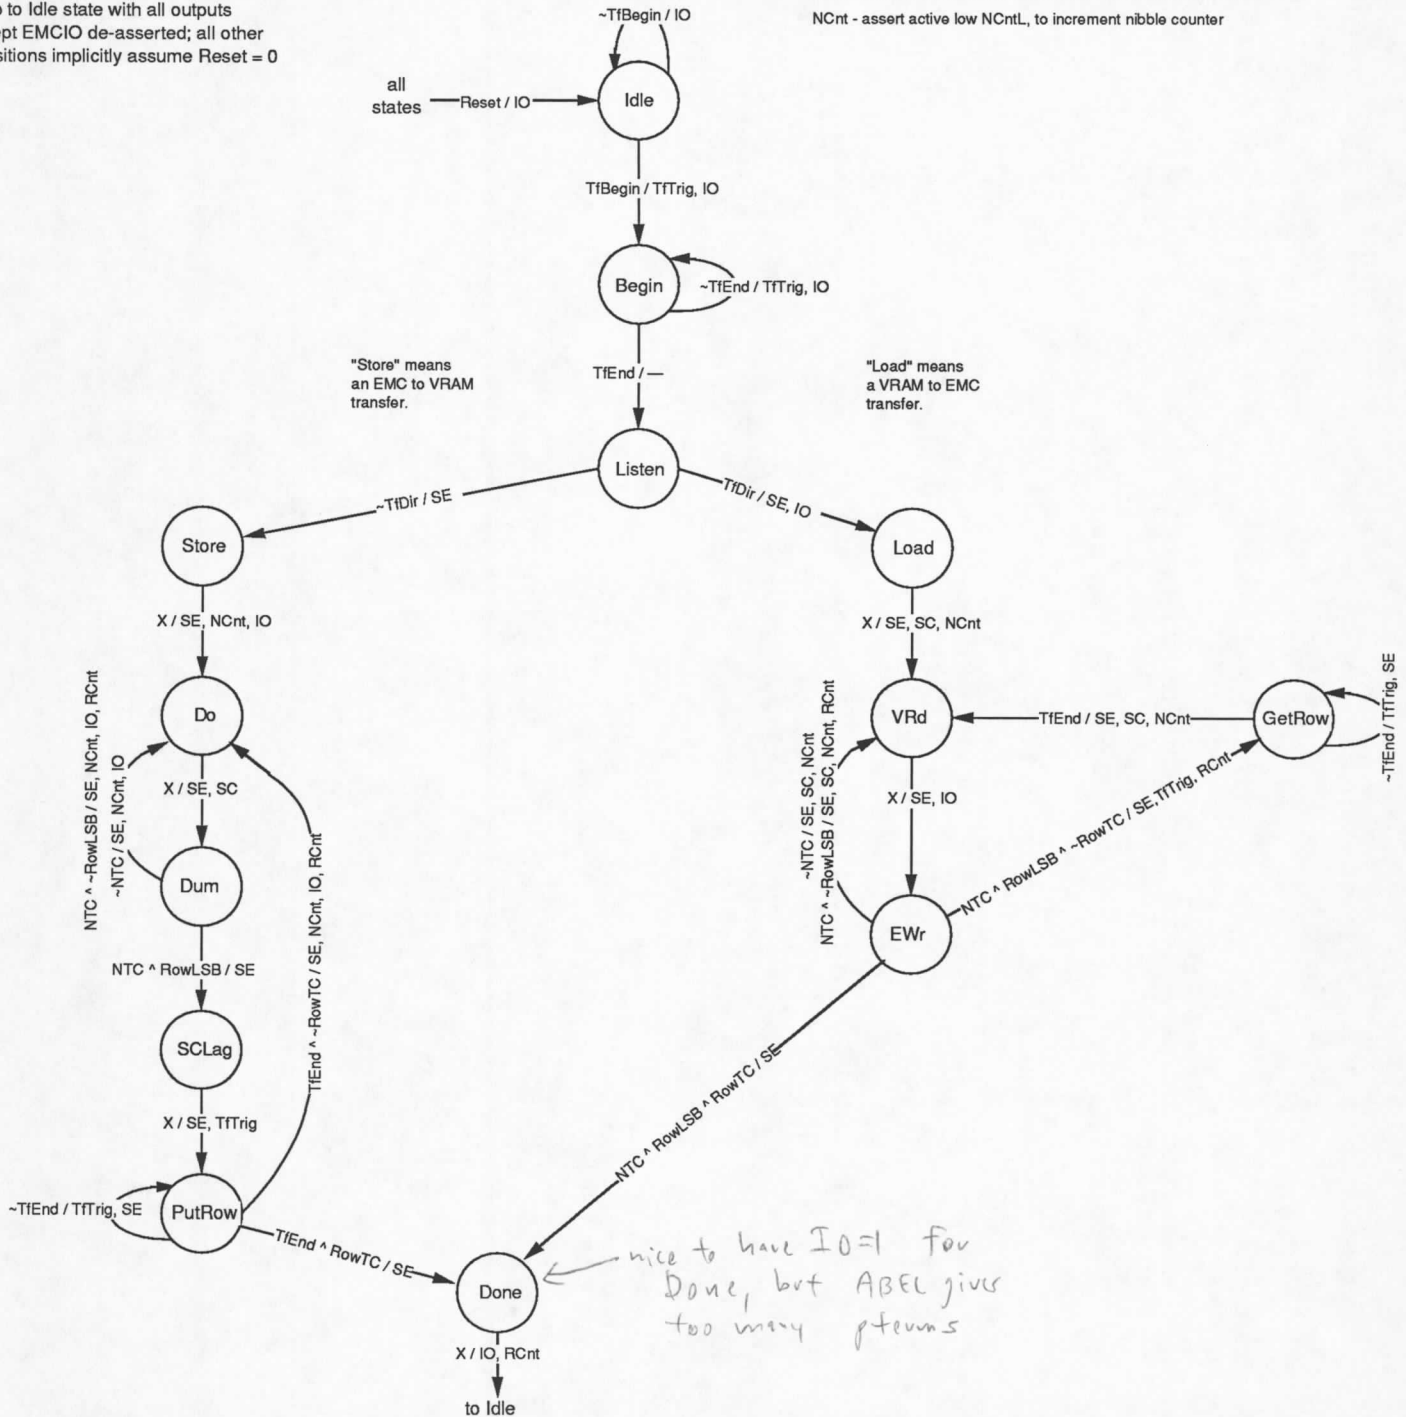 to Idle state with all outputs
EMCIO de-asserted; all other
implicitly assume Reset = 0
NCnt - assert active low NCntL, to increment nibble counter
~TfBegin / IO
all
states
Reset / IO
Idle
TfBegin / TfTrig, IO
Begin
~TfEnd / TfTrig, IO
"Store" means
an EMC to VRAM
transfer.
TfEnd / —
"Load" means
a VRAM to EMC
transfer.
Listen
~TfDir / SE
TfDir / SE, IO
Store
Load
X / SE, NCnt, IO
X / SE, SC, NCnt
NTC ^ ~RowLSB / SE, NCnt, IO, RCnt
~NTC / SE, NCnt, IO
Do
X / SE, SC
Dum
TfEnd ^ ~RowTC / SE, NCnt, IO, RCnt
~NTC / SE, SC, NCnt
NTC ^ ~RowLSB / SE, SC, NCnt, RCnt
VRd
TfEnd / SE, SC, NCnt
GetRow
~TfEnd / TfTrig, SE
X / SE, IO
NTC ^ RowLSB ^ ~RowTC / SE,TfTrig, RCnt
EWr
NTC ^ RowLSB / SE
SCLag
NTC ^ RowLSB ^ RowTC / SE
X / SE, TfTrig
~TfEnd / TfTrig, SE
PutRow
TfEnd ^ RowTC / SE
Done
nice to have IO=1 for
Done, but ABEL gives
too many pterms
X / IO, RCnt
to Idle